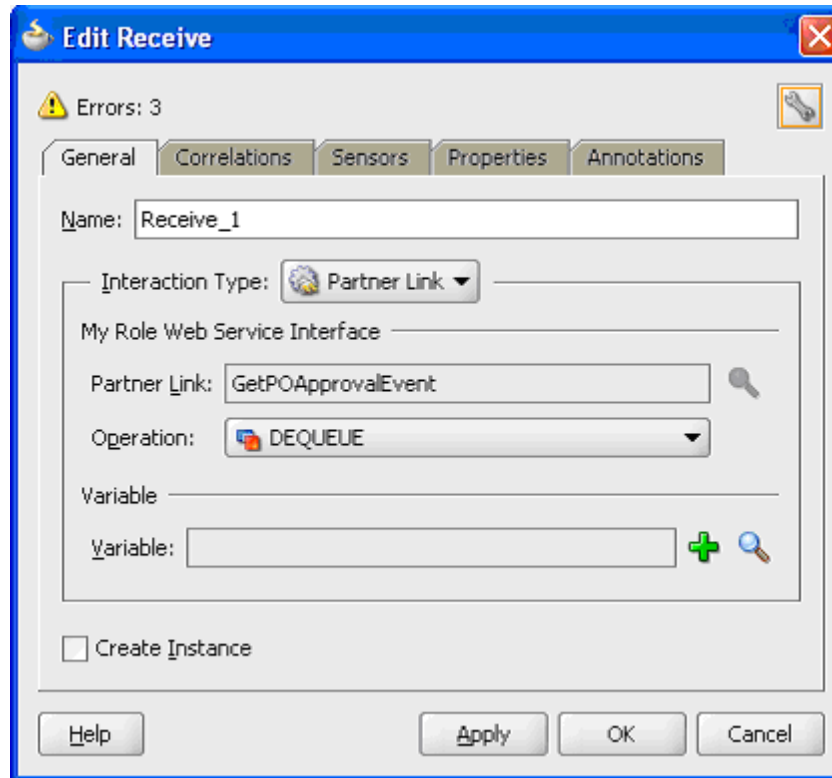 Edit Receive
Errors: 3
General Correlations Sensors Properties Annotations
Name: Receive_1
Interaction Type: Partner Link
My Role Web Service Interface
Partner Link: GetPOApprovalEvent
Operation: DEQUEUE
Variable
Variable:
Create Instance
Help Apply OK Cancel